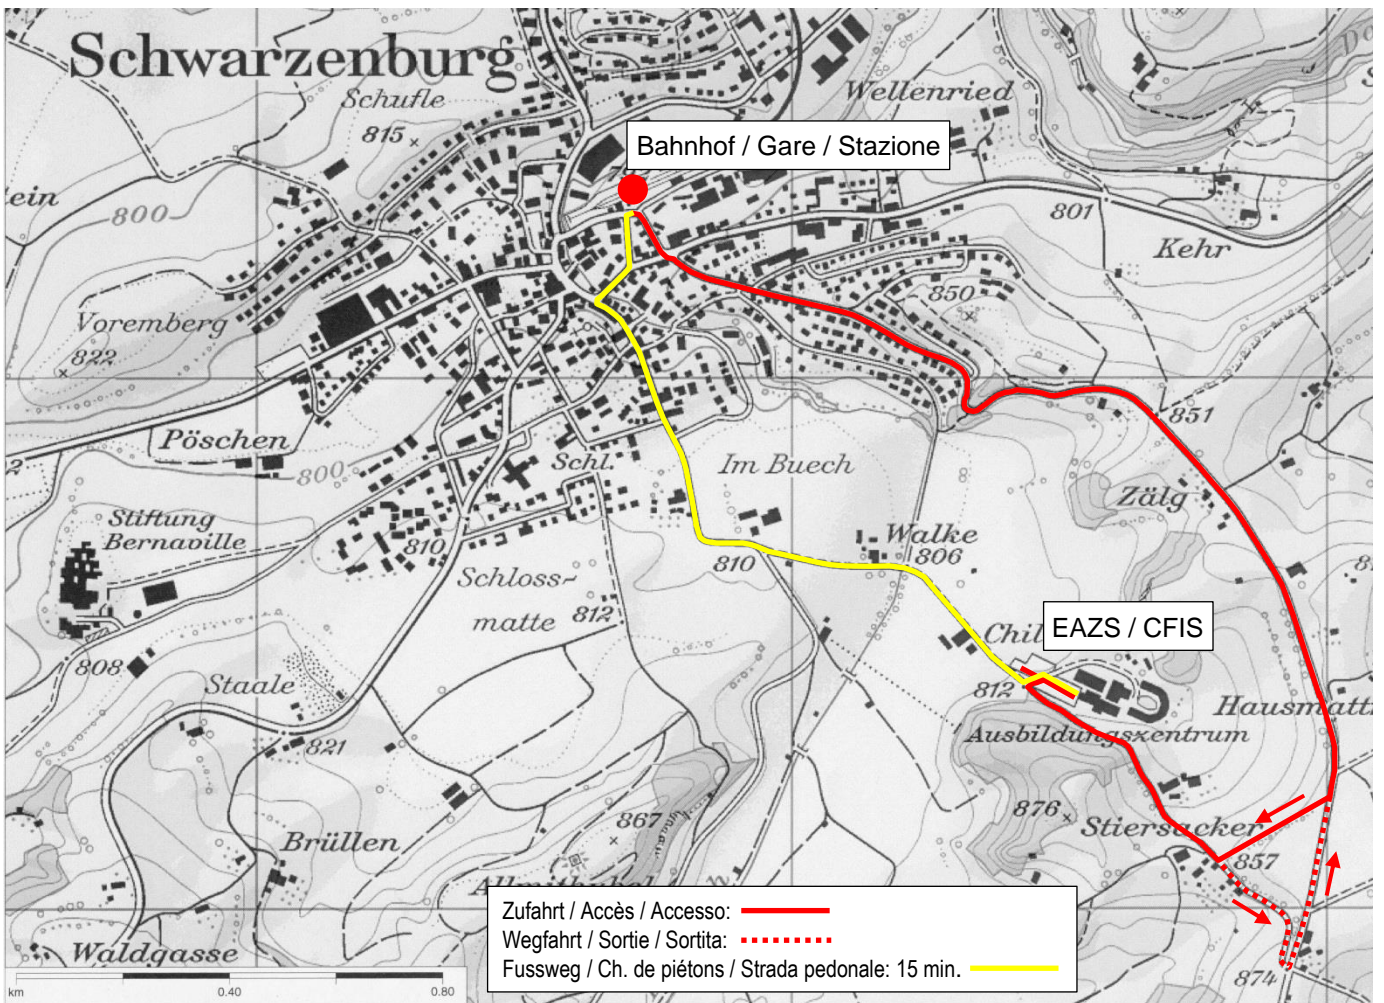 Schwarzenburg
Schufle
815
Wellenried
Bahnhof / Gare / Stazione
tein
800
801
Kehr
Voremberg
822
850
851
Pöschen
800
Schl.
Im Buech
Zälg
Stiftung
Bernaville
810
Walke
806
810
Schloss-
matte
812
EAZS / CFIS
Chil
808
Staale
812
Hausmatt
821
Ausbildungszentrum
876
Stiersacker
867
Brüllen
857
Zufahrt / Accès / Accesso:
Wegfahrt / Sortie / Sortita:
Fussweg / Ch. de piétons / Strada pedonale: 15 min.
Waldgasse
874
km 0.40 0.80